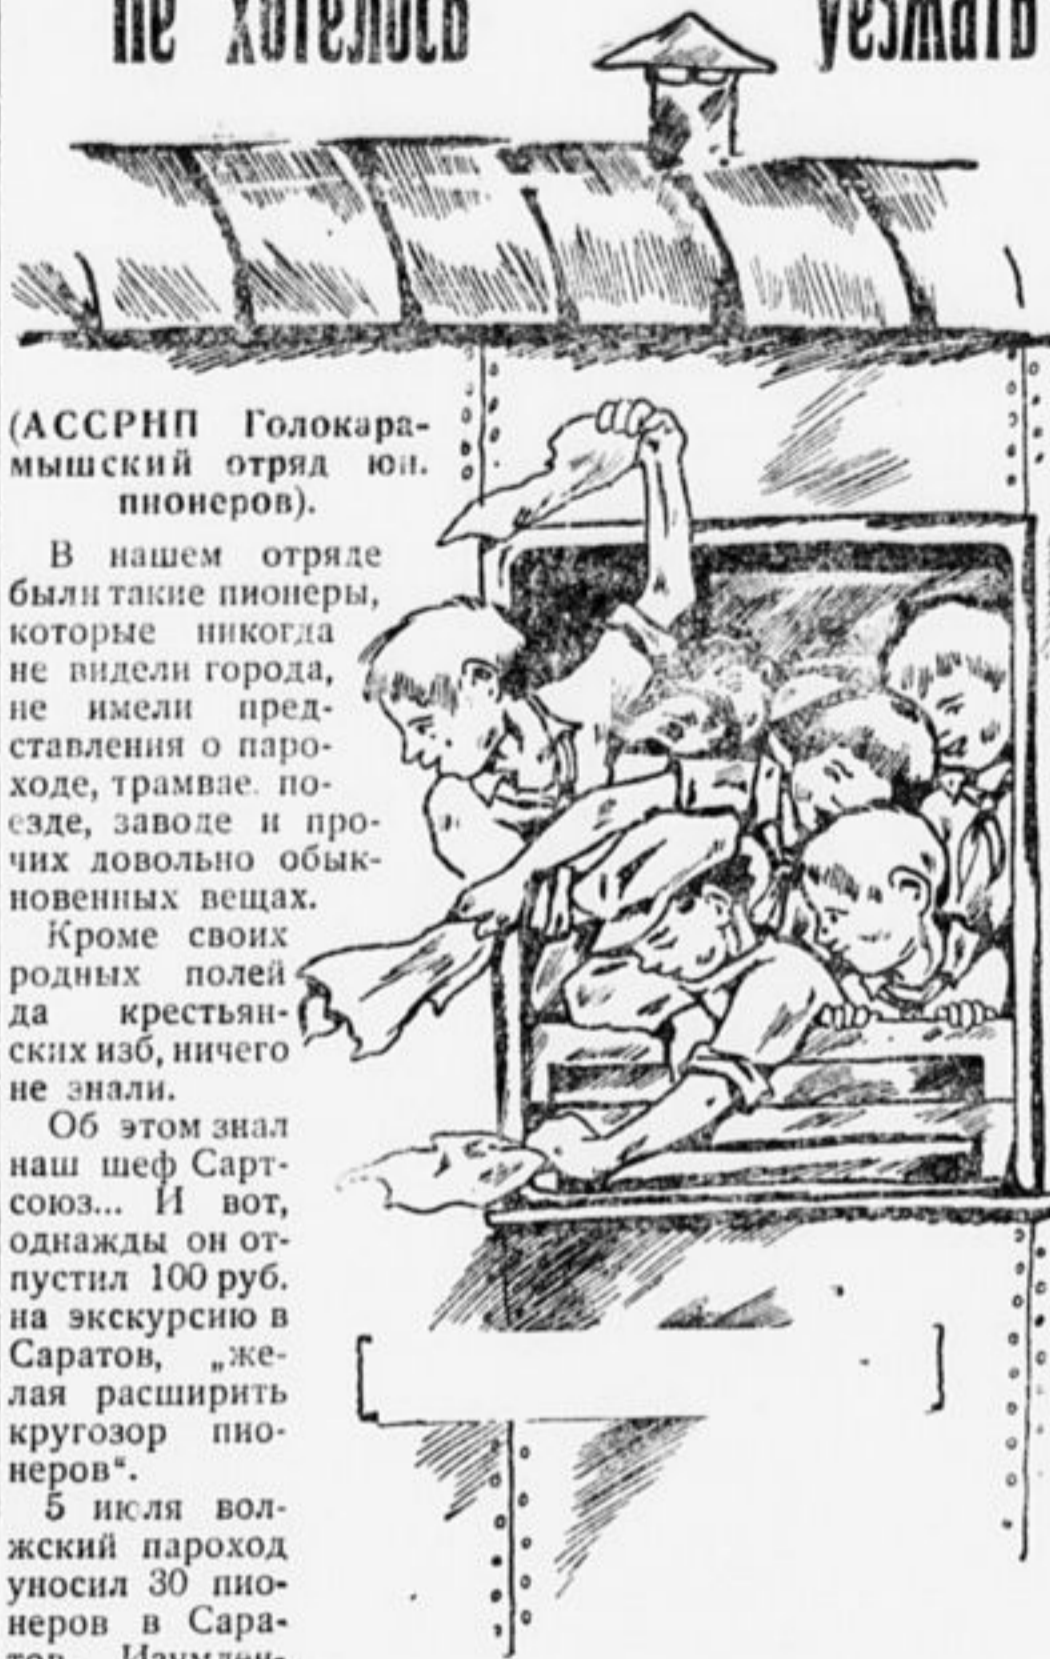 не хотелось уезжать
(АССРНП Голокара-
мышский отряд юн.
пионеров).
В нашем отряде
были такие пионеры,
которые никогда
не видели города,
не имели пред-
ставления о паро-
ходе, трамвае. по-
езде, заводе и про-
чих довольно обык-
новенных вещах.
Кроме своих
родных полей
да крестьян-
ских изб, ничего
не знали.
Об этом знал
наш шеф Сарт-
союз... И вот,
однажды он от-
пустил 100 руб.
на экскурсию в
Саратов, „же-
лая расширить
кругозор пио-
неров“.
5 июля вол-
жский пароход
уносил 30 пио-
неров в Сара-
тов.